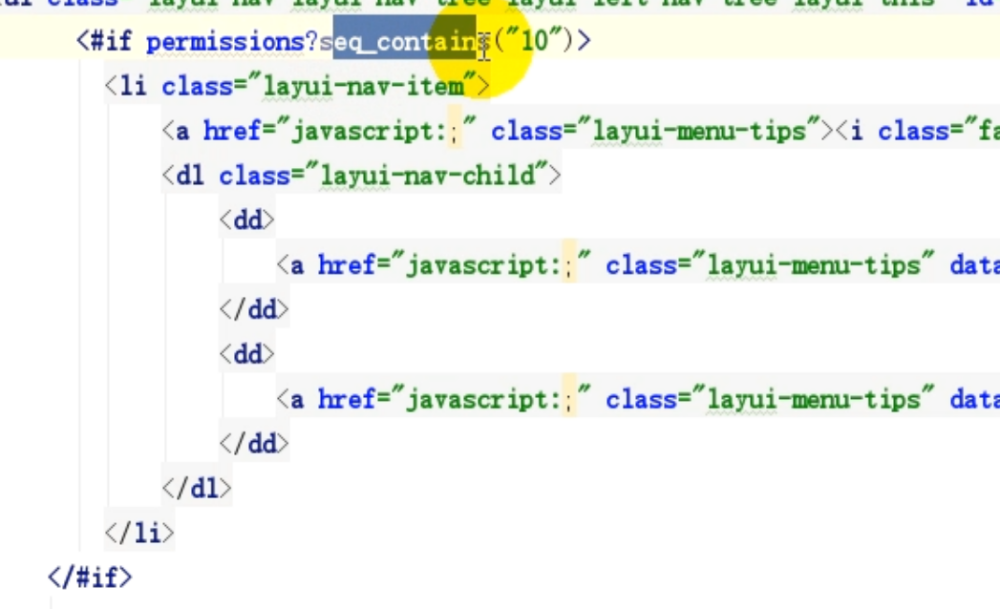 <#if permissions?seq_contains("10")>
<li class="layui-nav-item">
<a href="javascript:;" class="layui-menu-tips"><i class="fa
<dl class="layui-nav-child">
<dd>
<a href="javascript:;" class="layui-menu-tips" data
</dd>
<dd>
<a href="javascript:;" class="layui-menu-tips" data
</dd>
</dl>
</li>
</#if>